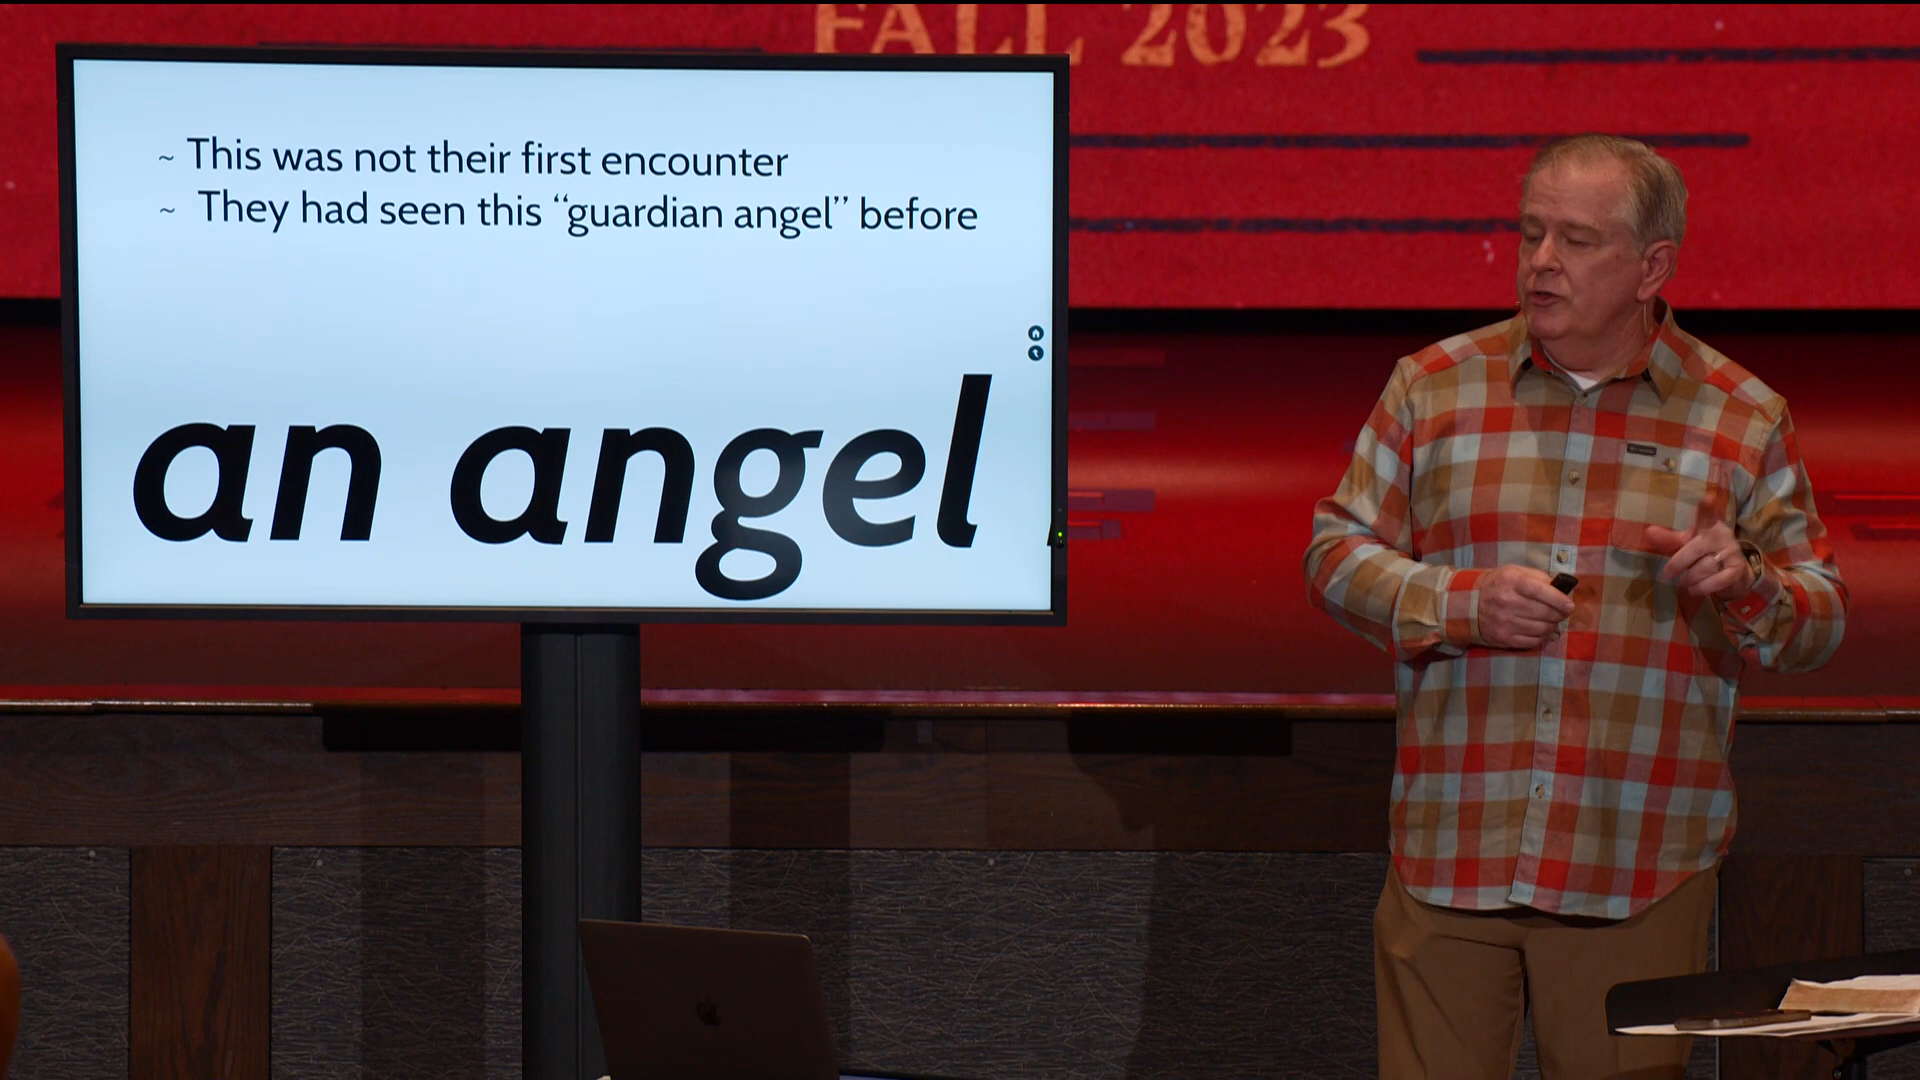 FALL 2023
~ This was not their first encounter
~ They had seen this “guardian angel” before
an angel